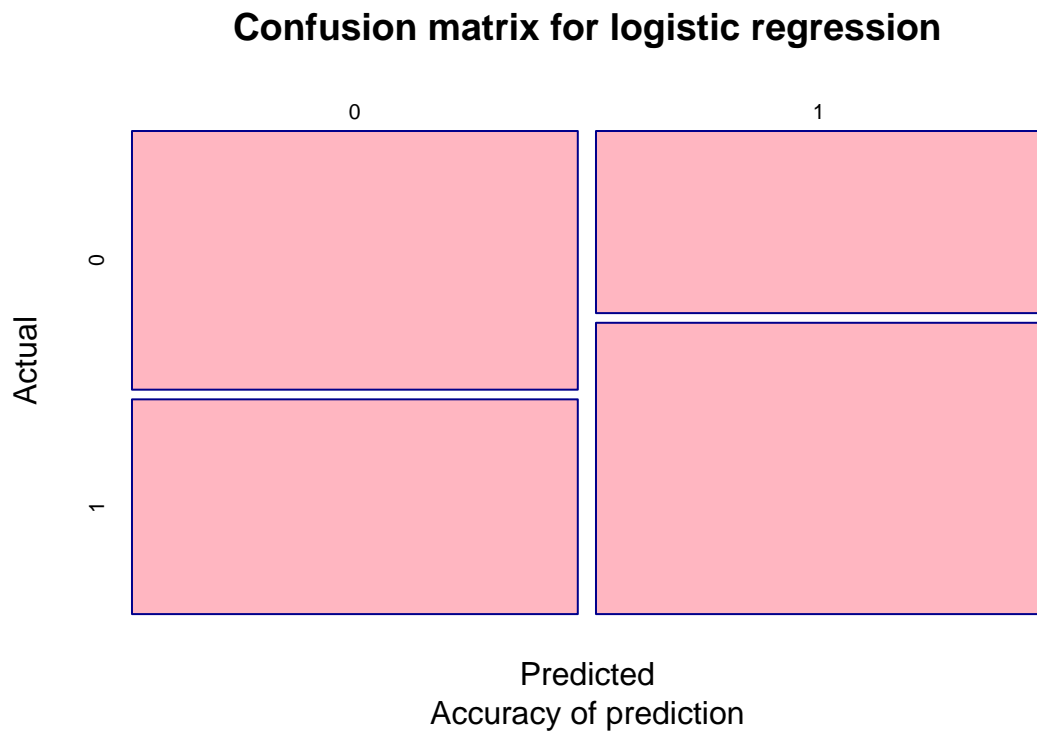 Confusion matrix for logistic regression
0 1
0
Actual
1
Predicted
Accuracy of prediction